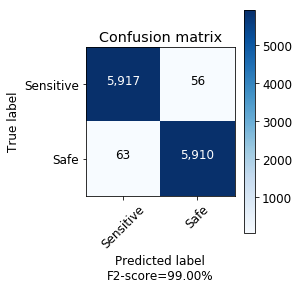 Confusion matrix
True label
Sensitive
Safe
5,917 56
63 5,910
Sensitive
Safe
Predicted label
F2-score=99.00%
5000
4000
3000
2000
1000